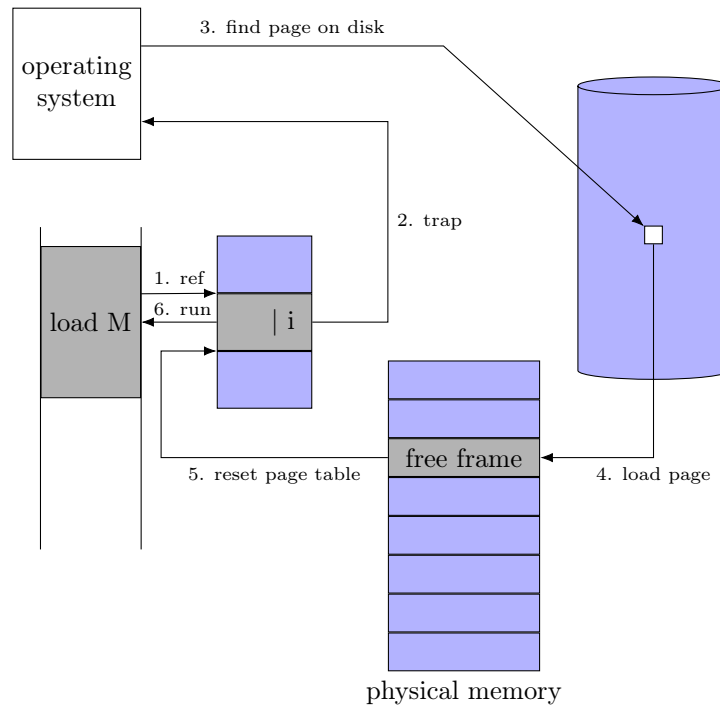 3. find page on disk
operating
system
2. trap
1. ref
load M
6. run
| i
free frame
5. reset page table
4. load page
physical memory